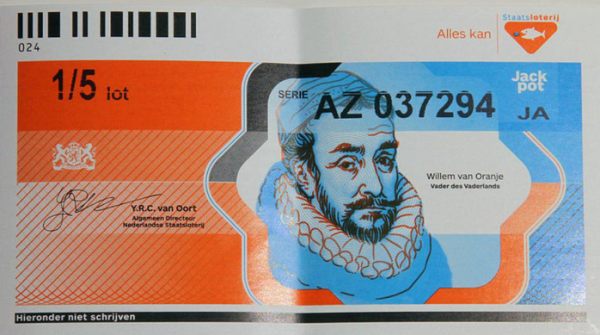 024
Alles kan
Staatsloterij
1/5 lot
SERIE
AZ 037294
Jack
pot
JA
Willem van Oranje
Vader des Vaderlands
Y.R.C. van Oort
Algemeen Directeur
Nederlandse Staatsloterij
Hieronder niet schrijven